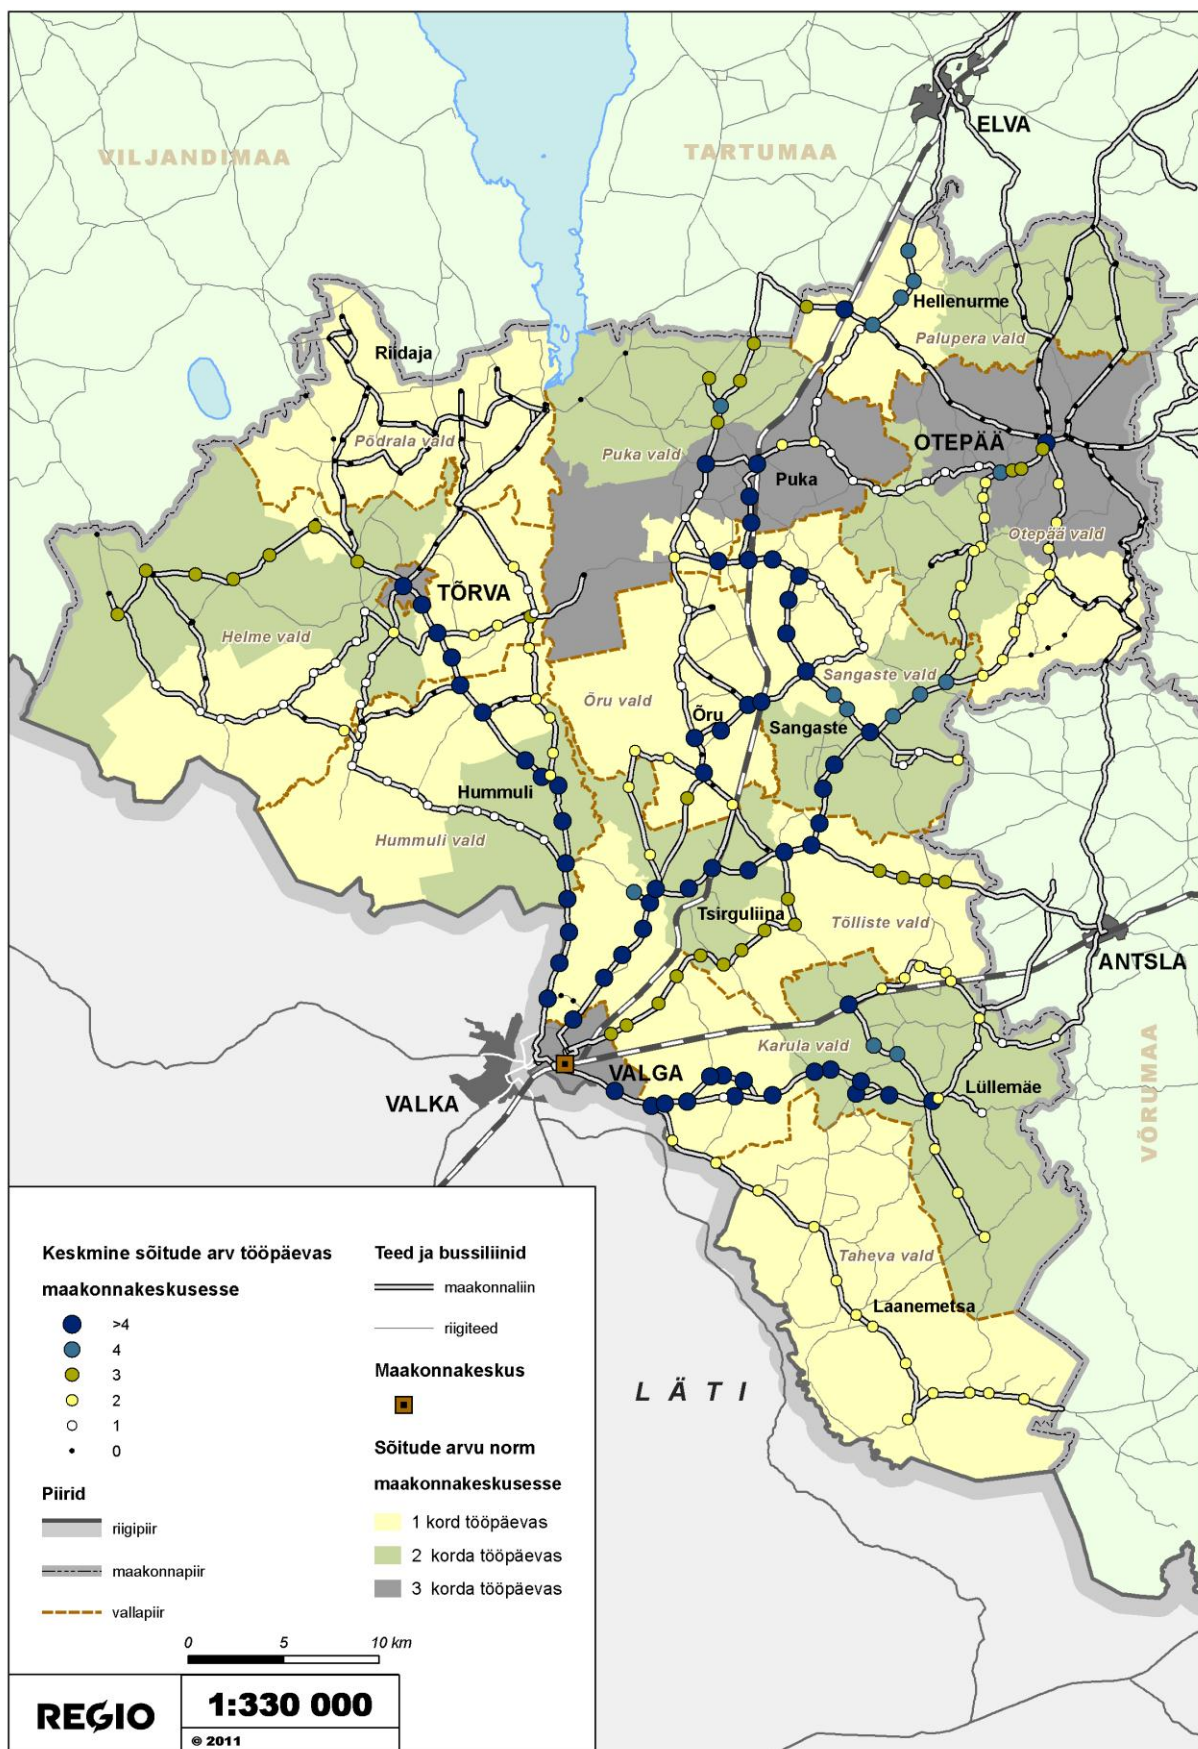 ELVA
VILJANDIMAA
TARTUMAA
Hellenurme
Palupera vald
Riidaja
Põdrala vald
OTEPÄÄ
Puka vald
Puka
Otepää vald
TÕRVA
Helme vald
Sangaste vald
Õru vald
Õru
Sangaste
Hummuli
Hummuli vald
Tsirguliina
Tõlliste vald
ANTSLA
Karula vald
VALGA
Lüllemäe
VALKA
VÕRUMAA
Taheva vald
Laanemetsa
LÄTI
Keskmine sõitude arv tööpäevas
maakonnakeskusesse
>4
4
3
2
1
0
Piirid
riigipiir
maakonnapiir
vallapiir
Teed ja bussiliinid
maakonnaliin
riigiteed
Maakonnakeskus
Sõitude arvu norm
maakonnakeskusesse
1 kord tööpäevas
2 korda tööpäevas
3 korda tööpäevas
0 5 10 km
REGIO
1:330 000
© 2011